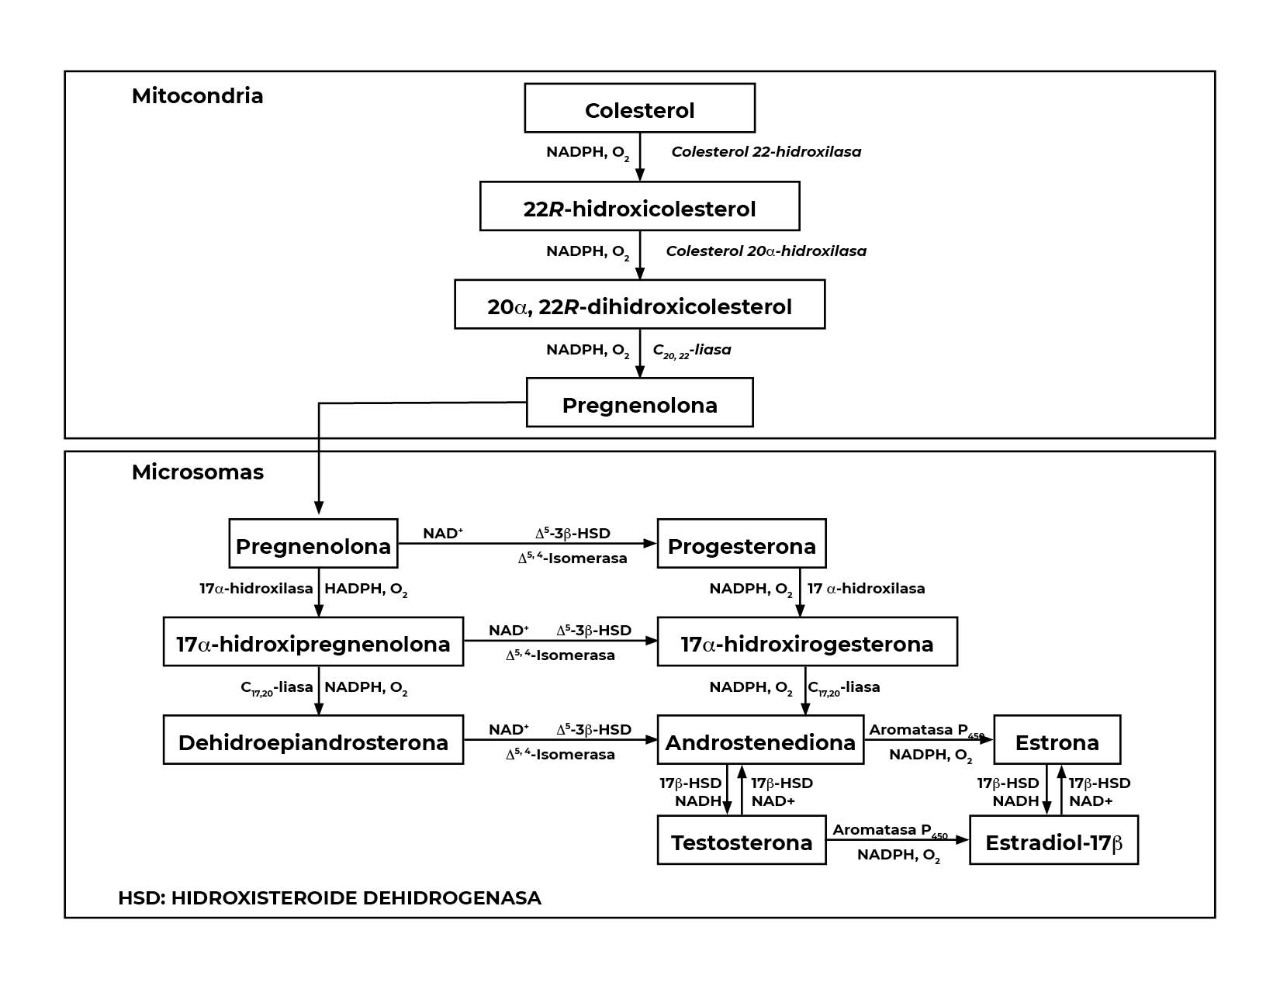 Mitocondria
Colesterol
NADPH, O2 Colesterol 22-hidroxilasa
22R-hidroxicolesterol
NADPH, O2 Colesterol 20α-hidroxilasa
20α, 22R-dihidroxicolesterol
NADPH, O2 C20, 22-liasa
Pregnenolona
Microsomas
Pregnenolona NAD+ Δ5-3β-HSD Progesterona
Δ5, 4-Isomerasa
17α-hidroxilasa HADPH, O2 NADPH, O2 17 α-hidroxilasa
17α-hidroxipregnenolona NAD+ Δ5-3β-HSD 17α-hidroxirogesterona
Δ5, 4-Isomerasa
C17,20-liasa NADPH, O2 NADPH, O2 C17,20-liasa
Dehidroepiandrosterona NAD+ Δ5-3β-HSD Androstenediona Aromatasa P450 Estrona
Δ5, 4-Isomerasa NADPH, O2
17β-HSD 17β-HSD 17β-HSD 17β-HSD
NADH NAD+ NADH NAD+
Testosterona Aromatasa P450 Estradiol-17β
NADPH, O2
HSD: HIDROXISTEROIDE DEHIDROGENASA